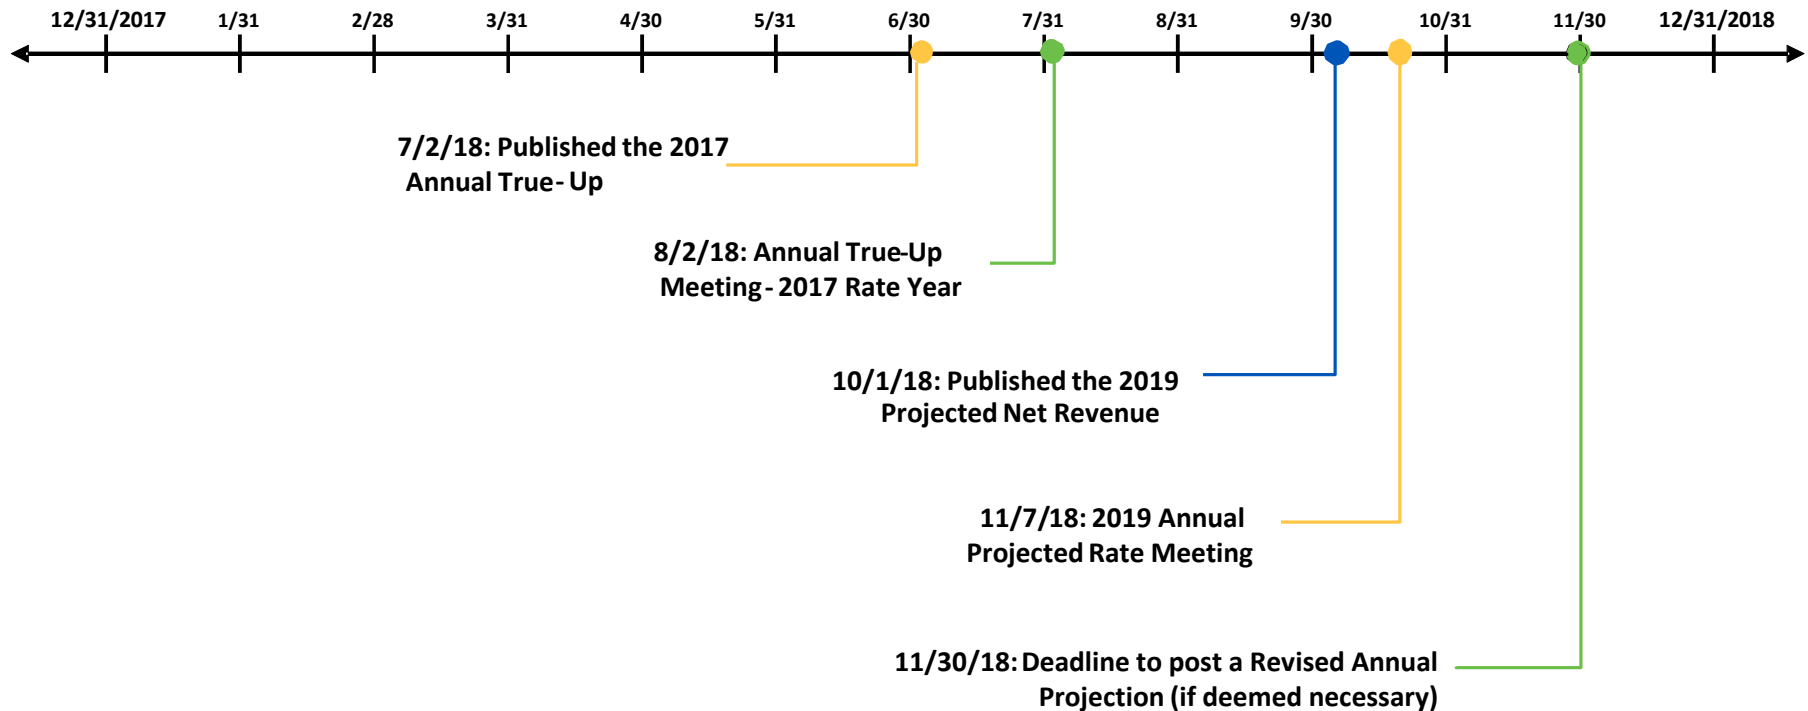 12/31/2017 1/31 2/28 3/31 4/30 5/31 6/30 7/31 8/31 9/30 10/31 11/30 12/31/2018
7/2/18: Published the 2017
Annual True-Up
8/2/18: Annual True-Up
Meeting-2017 Rate Year
10/1/18: Published the 2019
Projected Net Revenue
11/7/18: 2019 Annual
Projected Rate Meeting
11/30/18: Deadline to post a Revised Annual
Projection (if deemed necessary)